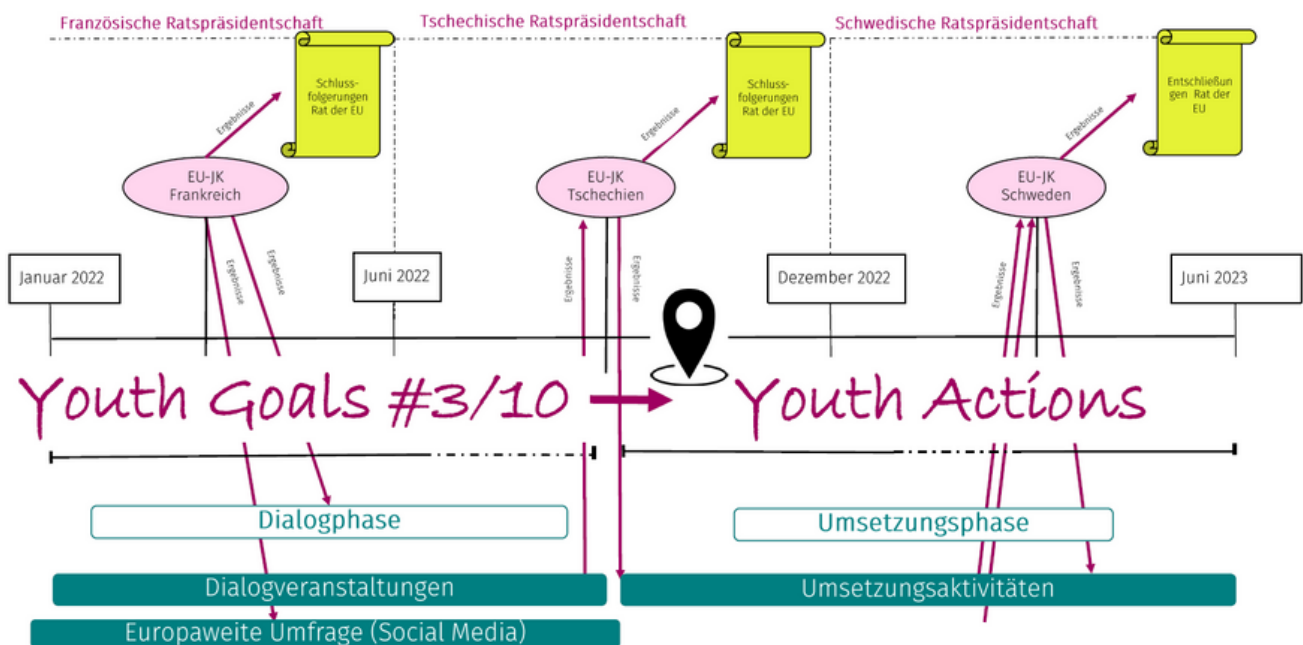 Französische Ratspräsidentschaft
Tschechische Ratspräsidentschaft
Schwedische Ratspräsidentschaft
Schluss-
folgerungen
Rat der EU
Schluss-
folgerungen
Rat der EU
Entschließun
gen Rat der
EU
Ergebnisse
Ergebnisse
Ergebnisse
EU-JK
Frankreich
EU-JK
Tschechien
EU-JK
Schweden
Ergebnisse
Ergebnisse
Ergebnisse
Ergebnisse
Ergebnisse
Ergebnisse
Januar 2022
Juni 2022
Dezember 2022
Juni 2023
Youth Goals #3/10
Youth Actions
Dialogphase
Umsetzungsphase
Dialogveranstaltungen
Umsetzungsaktivitäten
Europaweite Umfrage (Social Media)